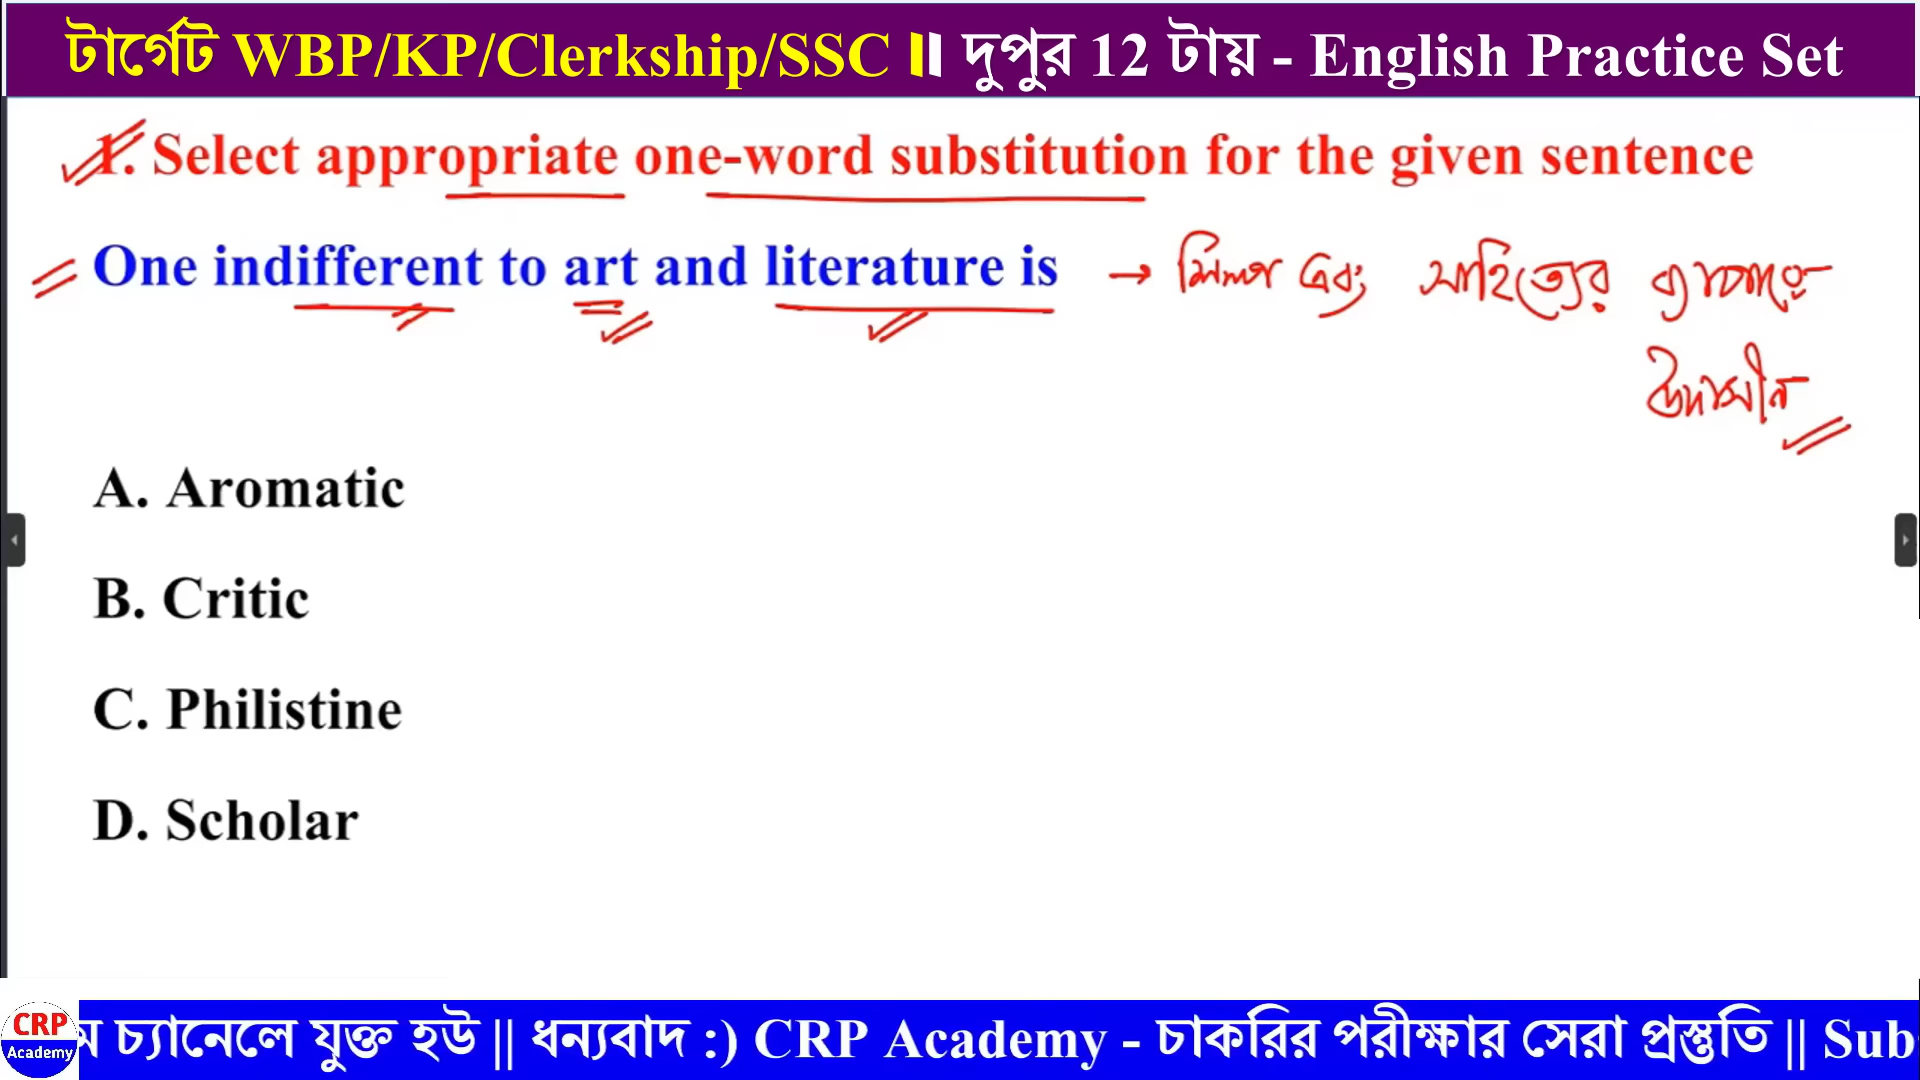 টার্গেট WBP/KP/Clerkship/SSC || দুপুর 12 টায় - English Practice Set
1. Select appropriate one-word substitution for the given sentence
One indifferent to art and literature is → শিল্প এবং সাহিত্যের ব্যাপারে
উদাসীন
A. Aromatic
B. Critic
C. Philistine
D. Scholar
CRP
Academy
ম চ্যানেলে যুক্ত হউ || ধন্যবাদ :) CRP Academy - চাকরির পরীক্ষার সেরা প্রস্তুতি || Sub